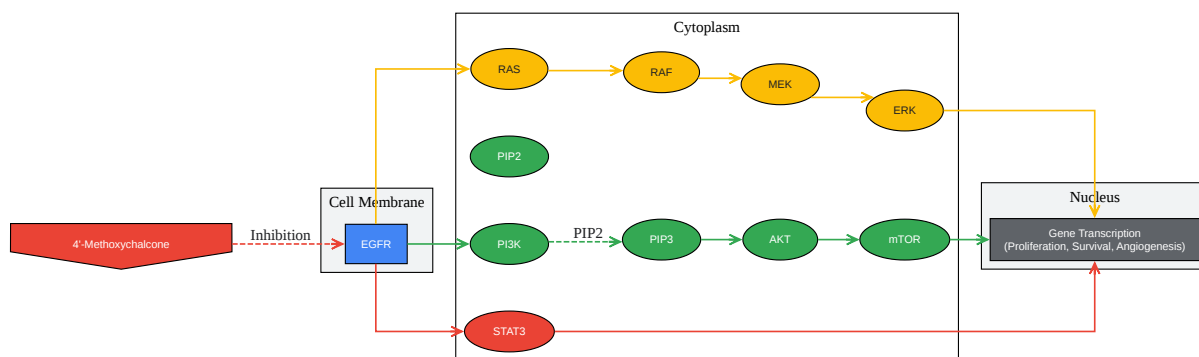 Cytoplasm
RAS
RAF
MEK
ERK
PIP2
Cell Membrane
Nucleus
4'-Methoxychalcone
Inhibition
EGFR
PI3K
PIP2
PIP3
AKT
mTOR
Gene Transcription
(Proliferation, Survival, Angiogenesis)
STAT3